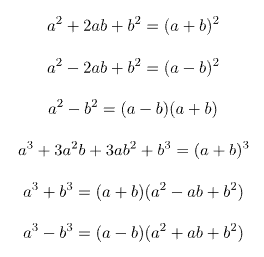 a² + 2ab + b² = (a + b)²
a² − 2ab + b² = (a − b)²
a² − b² = (a − b)(a + b)
a³ + 3a²b + 3ab² + b³ = (a + b)³
a³ + b³ = (a + b)(a² − ab + b²)
a³ − b³ = (a − b)(a² + ab + b²)